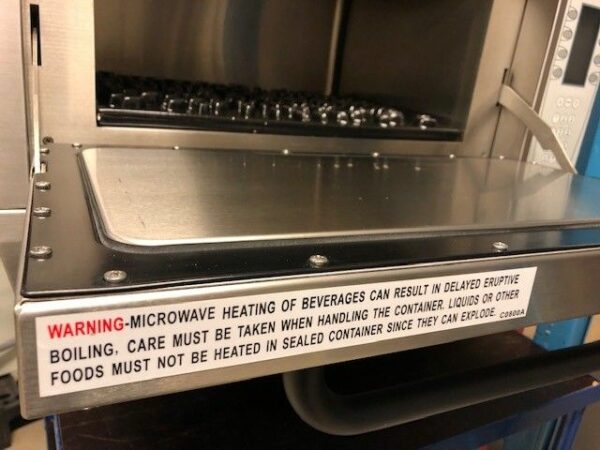 WARNING-MICROWAVE HEATING OF BEVERAGES CAN RESULT IN DELAYED ERUPTIVE
BOILING, CARE MUST BE TAKEN WHEN HANDLING THE CONTAINER. LIQUIDS OR OTHER
FOODS MUST NOT BE HEATED IN SEALED CONTAINER SINCE THEY CAN EXPLODE. C0800A